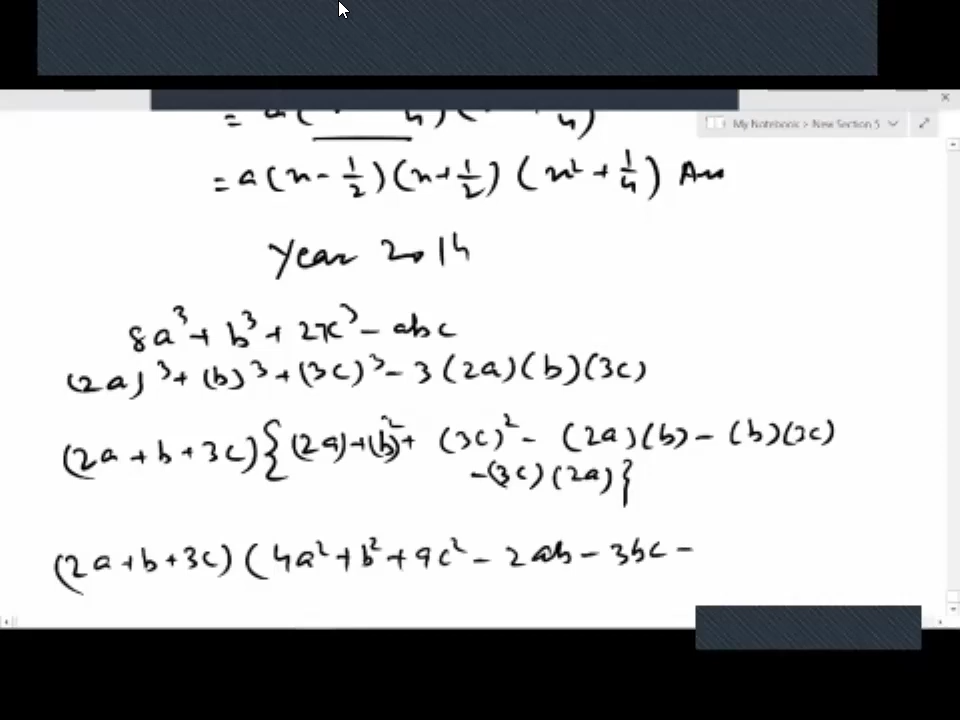 My Notebook > New Section 5
= a(x - 1/2)(x + 1/2)(x² + 1/4) Ans
Year 2014
8a³ + b³ + 27c³ - abc
(2a)³ + (b)³ + (3c)³ - 3(2a)(b)(3c)
(2a + b + 3c){(2a) + (b)² + (3c)² - (2a)(b) - (b)(3c)
-(3c)(2a)}
(2a + b + 3c)(4a² + b² + 9c² - 2ab - 3bc -